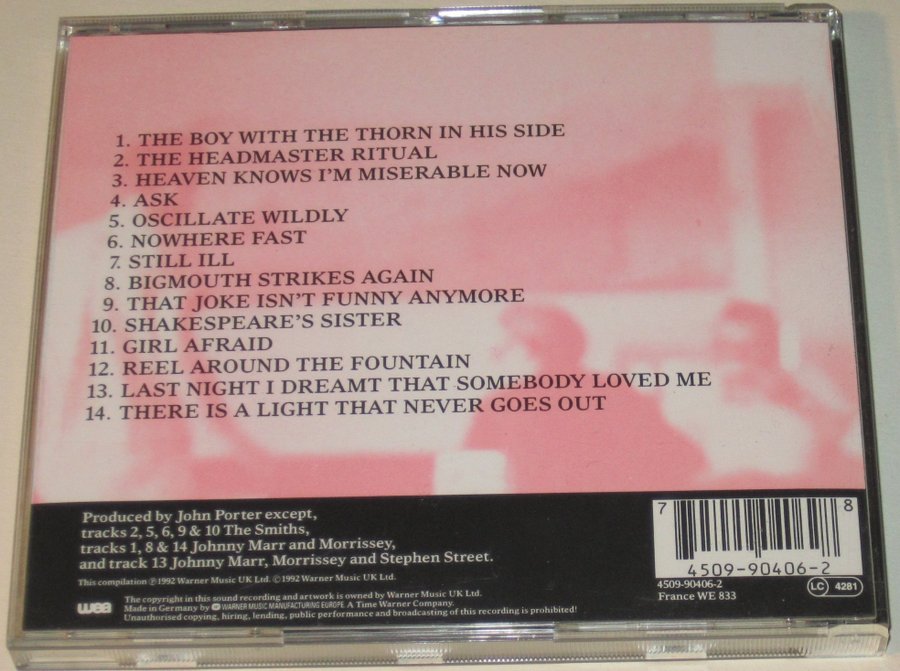 1. THE BOY WITH THE THORN IN HIS SIDE
2. THE HEADMASTER RITUAL
3. HEAVEN KNOWS I'M MISERABLE NOW
4. ASK
5. OSCILLATE WILDLY
6. NOWHERE FAST
7. STILL ILL
8. BIGMOUTH STRIKES AGAIN
9. THAT JOKE ISN'T FUNNY ANYMORE
10. SHAKESPEARE'S SISTER
11. GIRL AFRAID
12. REEL AROUND THE FOUNTAIN
13. LAST NIGHT I DREAMT THAT SOMEBODY LOVED ME
14. THERE IS A LIGHT THAT NEVER GOES OUT
Produced by John Porter except,
tracks 2, 5, 6, 9 & 10 The Smiths,
tracks 1, 8 & 14 Johnny Marr and Morrissey,
and track 13 Johnny Marr, Morrissey and Stephen Street.
This compilation ℗ 1992 Warner Music UK Ltd. © 1992 Warner Music UK Ltd.
wea
The copyright in this sound recording and artwork is owned by Warner Music UK Ltd.
Made in Germany by WARNER MUSIC MANUFACTURING EUROPE. A Time Warner Company.
Unauthorised copying, hiring, lending, public performance and broadcasting of this recording is prohibited!
7 8
4509-90406-2
4509-90406-2
France WE 833
LC 4281